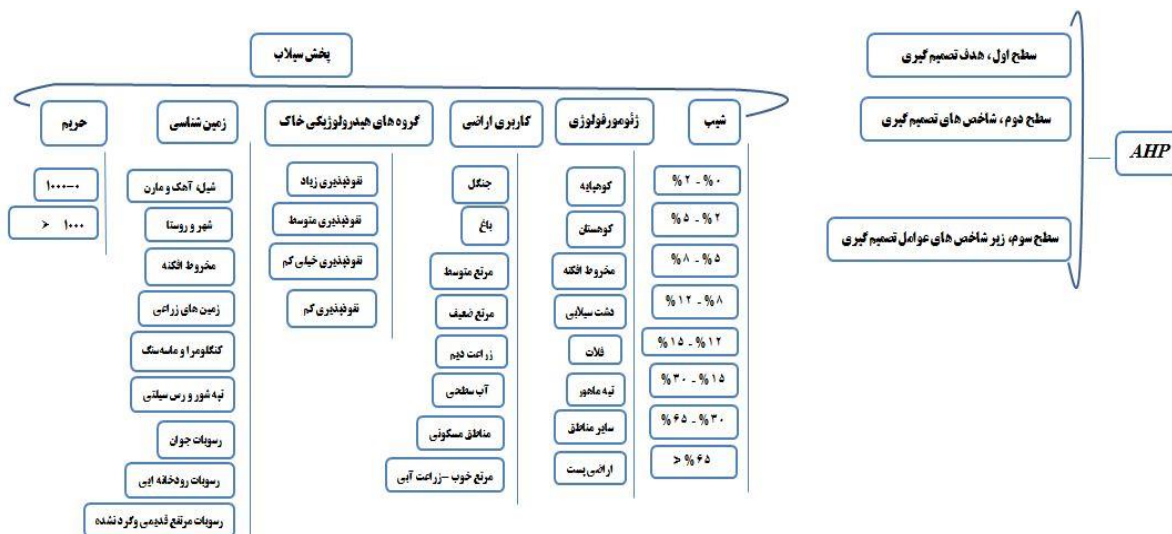 AHP
سطح اول، هدف تصمیم گیری
سطح دوم، شاخص های تصمیم گیری
سطح سوم، زیر شاخص های عوامل تصمیم گیری
پخش سیلاب
شیب
%۰ - %۲
%۲ - %۵
%۵ - %۸
%۸ - %۱۲
%۱۲ - %۱۵
%۱۵ - %۳۰
%۳۰ - %۶۵
%۶۵ <
ژئومورفولوژی
کوهپایه
کوهستان
مخروط افکنه
دشت سیلابی
فلات
تپه ماهور
سایر مناطق
اراضی پست
کاربری اراضی
جنگل
باغ
مرتع متوسط
مرتع ضعیف
زراعت دیم
آب سطحی
مناطق مسکونی
مرتع خوب –زراعت آبی
گروه های هیدرولوژیکی خاک
نفوذپذیری زیاد
نفوذپذیری متوسط
نفوذپذیری خیلی کم
نفوذپذیری کم
زمین شناسی
شیل، آهک و مارن
شهر و روستا
مخروط افکنه
زمین های زراعی
کنگلومرا و ماسه سنگ
تپه شور و رس سیلتی
رسوبات جوان
رسوبات رودخانه ایی
رسوبات مرتفع قدیمی وگرد نشده
حریم
۰-۱۰۰۰
۱۰۰۰ <